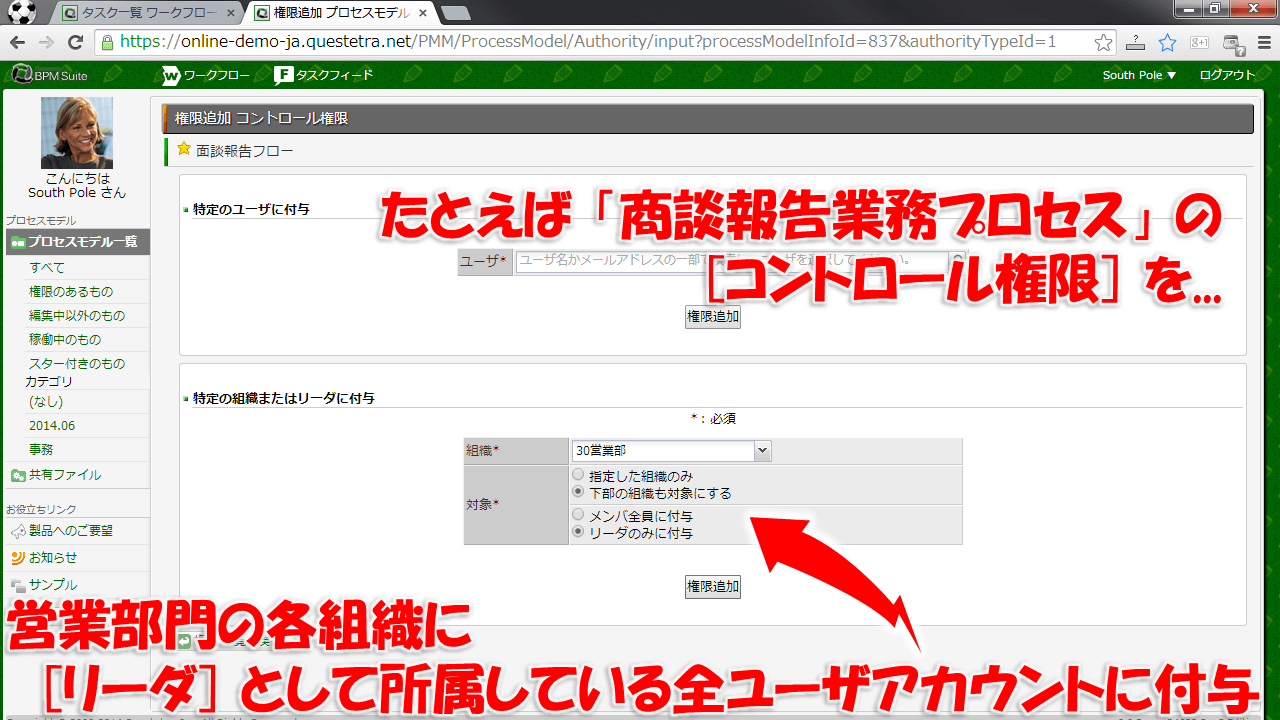 タスク一覧 ワークフロー
権限追加 プロセスモデル
https://online-demo-ja.questetra.net/PMM/ProcessModel/Authority/input?processModelInfoId=837&authorityTypeId=1
BPM Suite
ワークフロー
タスクフィード
South Pole ▼
ログアウト
こんにちは
South Pole さん
プロセスモデル
プロセスモデル一覧
すべて
権限のあるもの
編集中以外のもの
稼働中のもの
スター付きのもの
カテゴリ
(なし)
2014.06
事務
共有ファイル
お役立ちリンク
製品へのご要望
お知らせ
サンプル
権限追加 コントロール権限
面談報告フロー
特定のユーザに付与
たとえば「商談報告業務プロセス」の
[コントロール権限] を...
ユーザ*
ユーザ名かメールアドレスの一部で
権限追加
特定の組織またはリーダに付与
*：必須
組織*
30営業部
対象*
指定した組織のみ
下部の組織も対象にする
メンバ全員に付与
リーダのみに付与
権限追加
営業部門の各組織に
[リーダ] として所属している全ユーザアカウントに付与